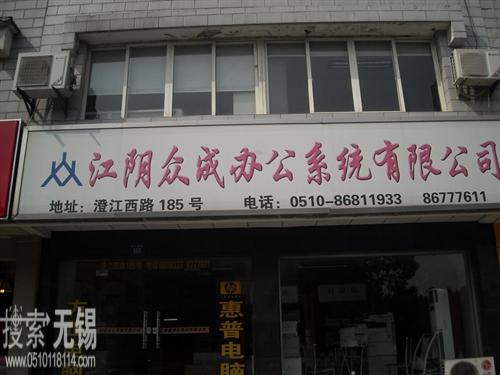 江阴众成办公系统有限公司
地址：澄江西路185号 电话：0510-86811933 86777611
hp
惠普电脑
搜索无锡
www.0510118114.com